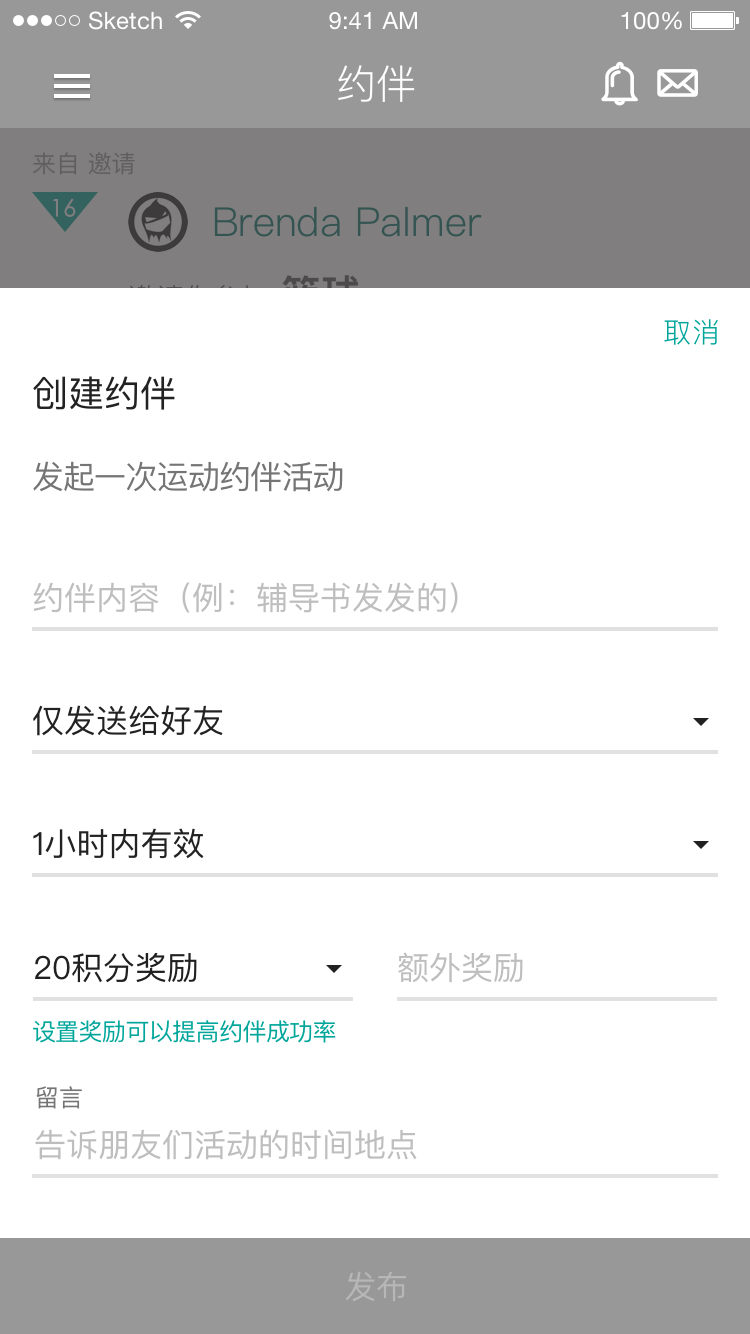 Sketch 9:41 AM 100%
约伴
来自 邀请
16
Brenda Palmer
篮球
取消
创建约伴
发起一次运动约伴活动
约伴内容（例：辅导书发发的）
仅发送给好友
1小时内有效
20积分奖励 额外奖励
设置奖励可以提高约伴成功率
留言
告诉朋友们活动的时间地点
发布